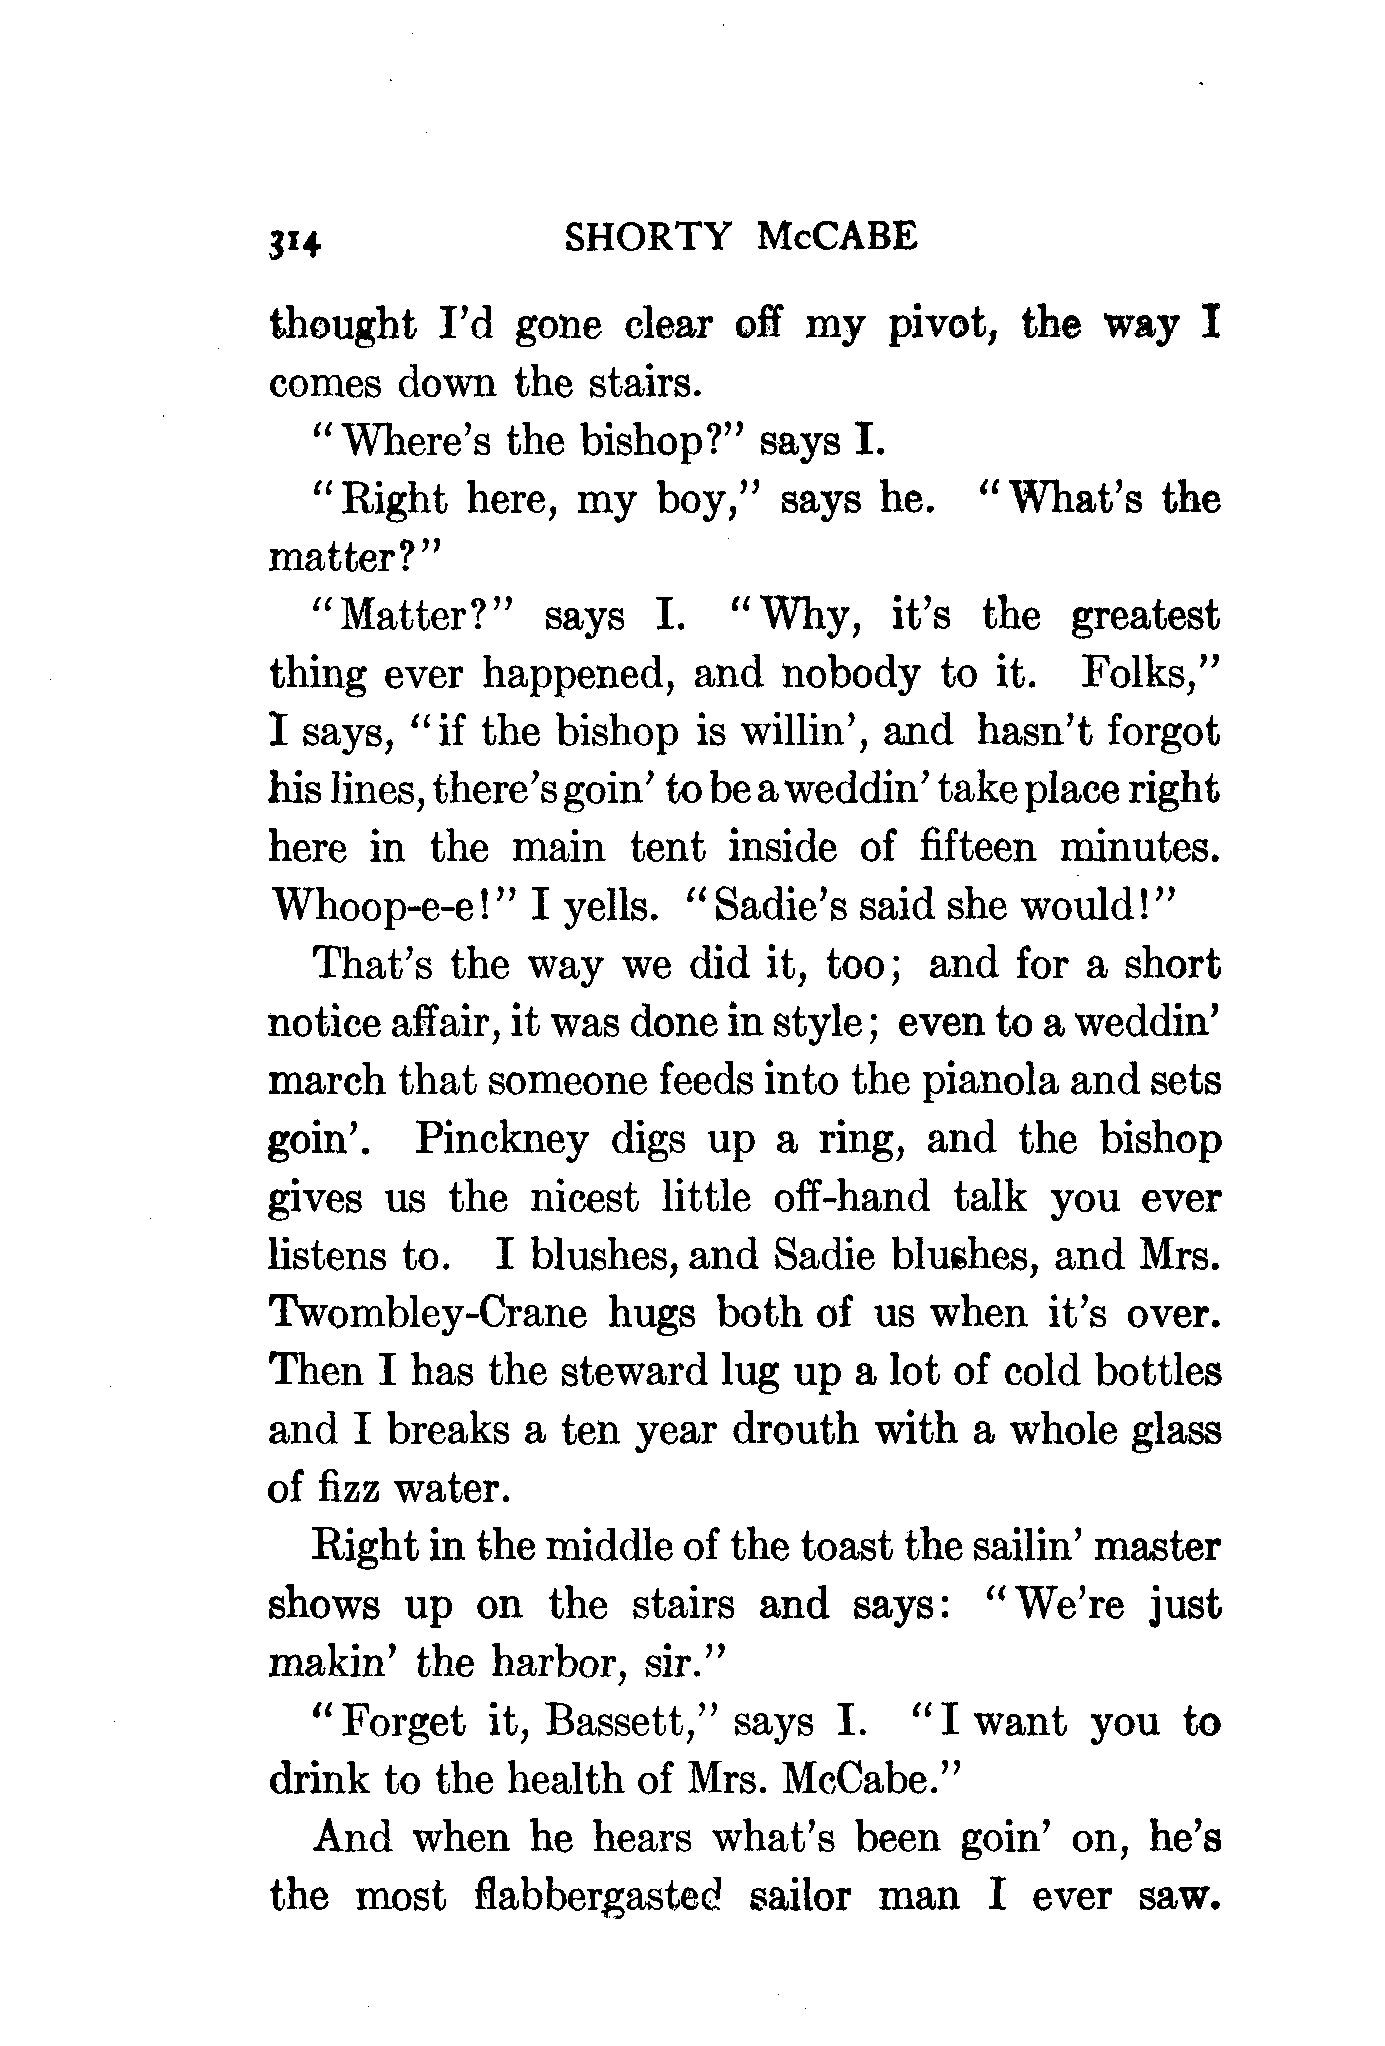 314 SHORTY McCABE
thought I'd gone clear off my pivot, the way I
comes down the stairs.
"Where's the bishop?" says I.
"Right here, my boy," says he. "What's the
matter?"
"Matter?" says I. "Why, it's the greatest
thing ever happened, and nobody to it. Folks,"
I says, "if the bishop is willin', and hasn't forgot
his lines, there's goin' to be a weddin' take place right
here in the main tent inside of fifteen minutes.
Whoop-e-e!" I yells. "Sadie's said she would!"
That's the way we did it, too; and for a short
notice affair, it was done in style; even to a weddin'
march that someone feeds into the pianola and sets
goin'. Pinckney digs up a ring, and the bishop
gives us the nicest little off-hand talk you ever
listens to. I blushes, and Sadie blushes, and Mrs.
Twombley-Crane hugs both of us when it's over.
Then I has the steward lug up a lot of cold bottles
and I breaks a ten year drouth with a whole glass
of fizz water.
Right in the middle of the toast the sailin' master
shows up on the stairs and says: "We're just
makin' the harbor, sir."
"Forget it, Bassett," says I. "I want you to
drink to the health of Mrs. McCabe."
And when he hears what's been goin' on, he's
the most flabbergasted sailor man I ever saw.